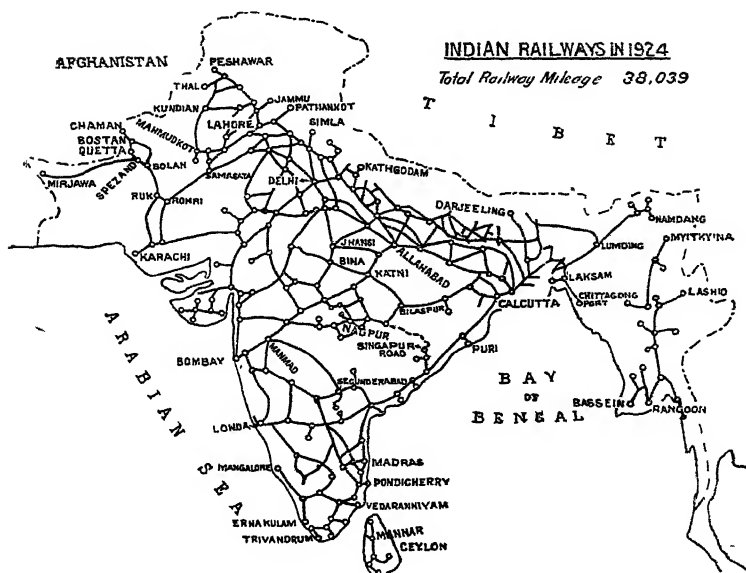 INDIAN RAILWAYS IN 1924
Total Railway Mileage 38,039
AFGHANISTAN
PESHAWAR
THAL
KUNDIAN
JAMMU
PATHANKOT
LAHORE
SIMLA
TIBET
CHAMAN
MAHMUDKOT
BOSTAN
QUETTA
BOLAN
SPEZAND
MIRJAWA
SAMASATA
DELHI
KATHGODAM
RUK
ROHRI
DARJEELING
NAMDANG
MYITKYINA
LUMDING
KARACHI
JHANSI
BINA
KATNI
ALLAHABAD
LAKSAM
CHITTAGONG
PORT
LASHIO
CALCUTTA
BILASPUR
NAGPUR
SINGAPUR
ROAD
PURI
BOMBAY
MANMAD
SECUNDERABAD
BAY
OF
BENGAL
BASSEIN
RANGOON
ARABIAN SEA
LONDA
MANGALORE
MADRAS
PONDICHERRY
VEDARANNIYAM
ERNAKULAM
TRIVANDRUM
MANNAR
CEYLON